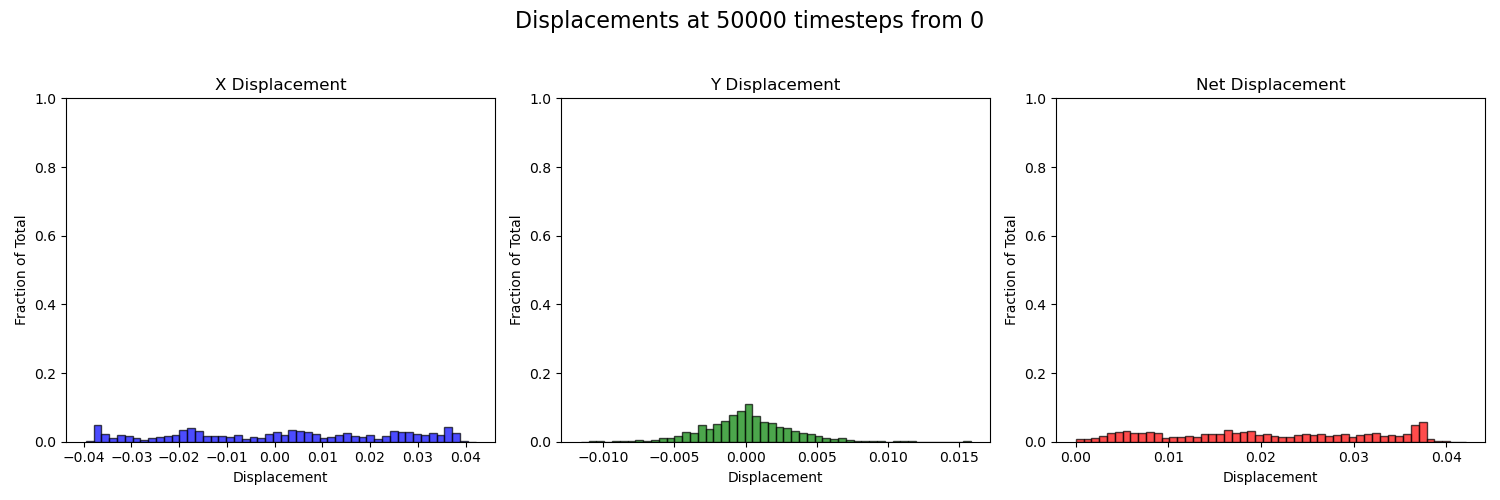 Displacements at 50000 timesteps from 0
X Displacement
1.0
0.8
0.6
0.4
0.2
0.0
Fraction of Total
−0.04 −0.03 −0.02 −0.01 0.00 0.01 0.02 0.03 0.04
Displacement
Y Displacement
1.0
0.8
0.6
0.4
0.2
0.0
Fraction of Total
−0.010 −0.005 0.000 0.005 0.010 0.015
Displacement
Net Displacement
1.0
0.8
0.6
0.4
0.2
0.0
Fraction of Total
0.00 0.01 0.02 0.03 0.04
Displacement